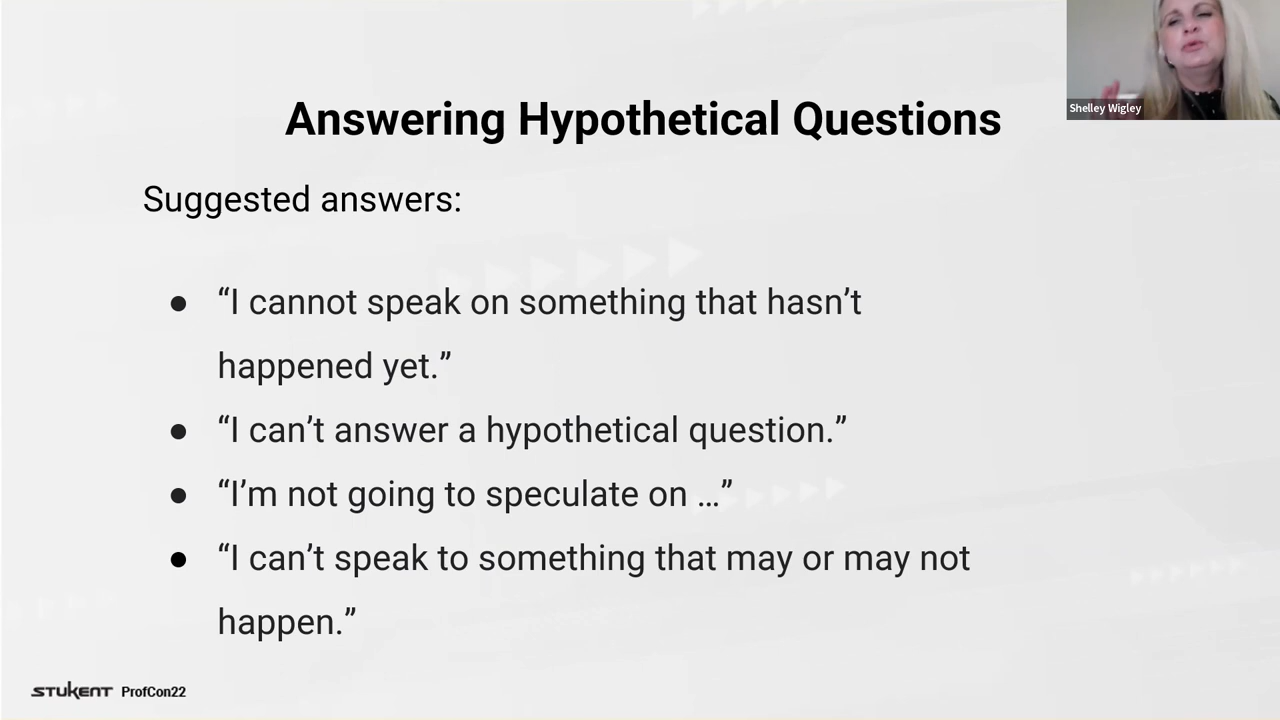 Shelley Wigley
Answering Hypothetical Questions
Suggested answers:
● “I cannot speak on something that hasn’t
happened yet.”
● “I can’t answer a hypothetical question.”
● “I’m not going to speculate on …”
● “I can’t speak to something that may or may not
happen.”
STUKENT ProfCon22